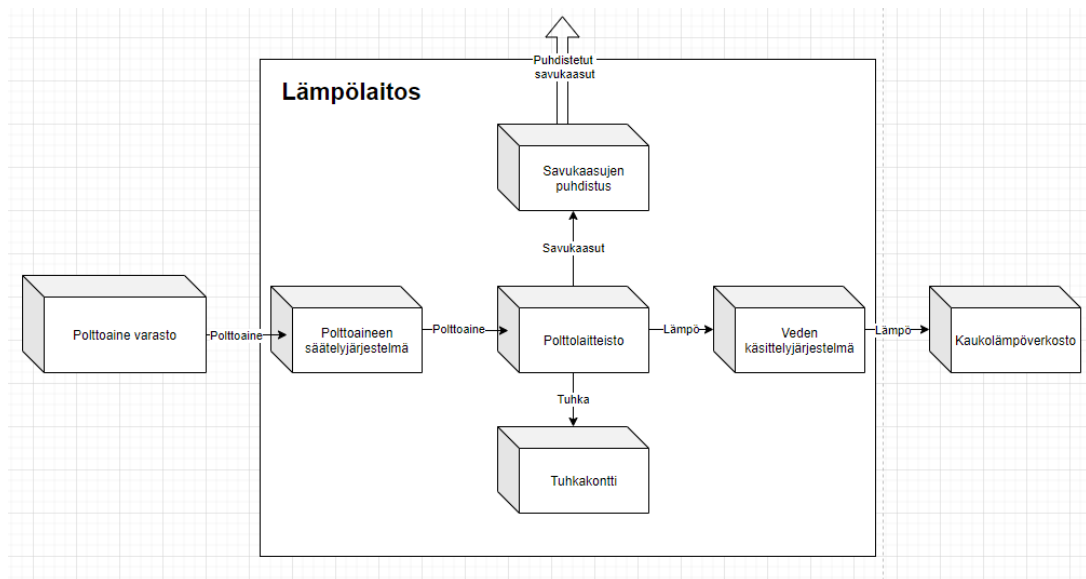 Puhdistetut
savukaasut
Lämpölaitos
Savukaasujen
puhdistus
Savukaasut
Polttoaine varasto
Polttoaine
Polttoaineen
säätelyjärjestelmä
Polttoaine
Polttolaitteisto
Lämpö
Veden
käsittelyjärjestelmä
Lämpö
Kaukolämpöverkosto
Tuhka
Tuhkakontti